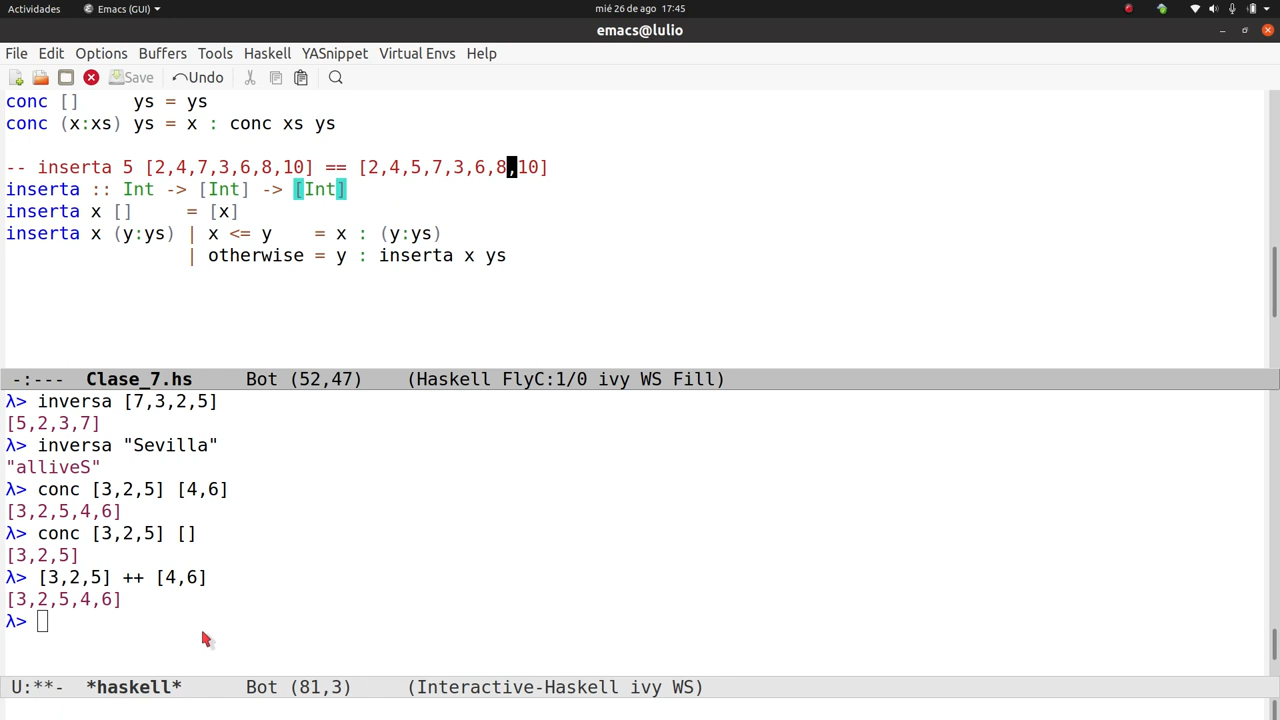 Actividades Emacs (GUI) mié 26 de ago 17:45
emacs@lulio
File Edit Options Buffers Tools Haskell YASnippet Virtual Envs Help
Save Undo
conc [] ys = ys
conc (x:xs) ys = x : conc xs ys
-- inserta 5 [2,4,7,3,6,8,10] == [2,4,5,7,3,6,8,10]
inserta :: Int -> [Int] -> [Int]
inserta x [] = [x]
inserta x (y:ys) | x <= y = x : (y:ys)
| otherwise = y : inserta x ys
-:--- Clase_7.hs Bot (52,47) (Haskell FlyC:1/0 ivy WS Fill)
λ> inversa [7,3,2,5]
[5,2,3,7]
λ> inversa "Sevilla"
"alliveS"
λ> conc [3,2,5] [4,6]
[3,2,5,4,6]
λ> conc [3,2,5] []
[3,2,5]
λ> [3,2,5] ++ [4,6]
[3,2,5,4,6]
λ>
U:**- *haskell* Bot (81,3) (Interactive-Haskell ivy WS)